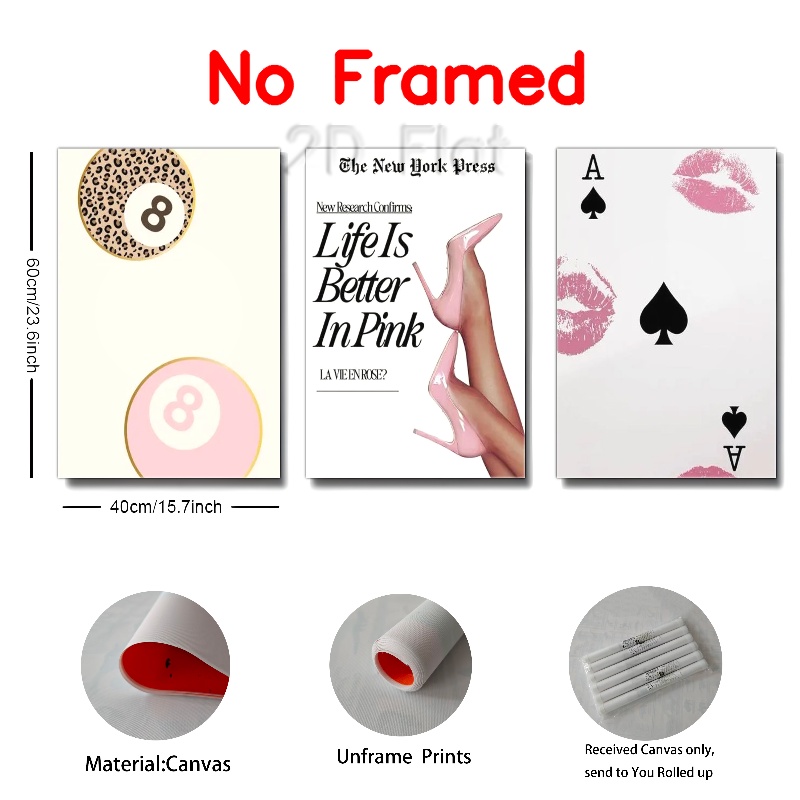 No Framed
2D Flat
The New York Press
New Research Confirms:
Life Is
Better
In Pink
LA VIE EN ROSE?
8
8
A
A
60cm/23.6inch
40cm/15.7inch
Material:Canvas
Unframe Prints
Received Canvas only,
send to You Rolled up